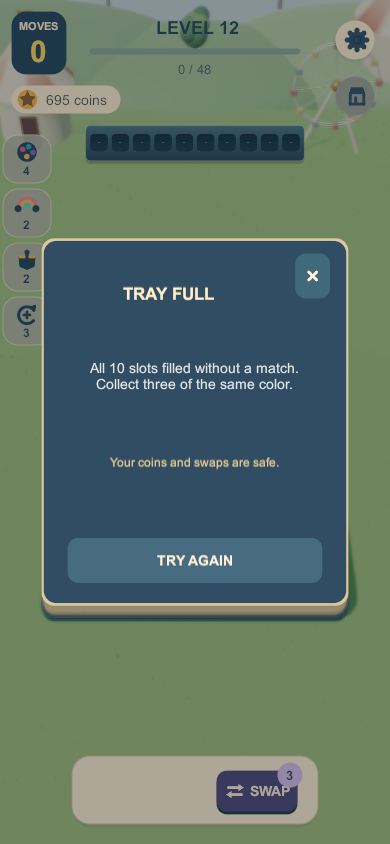 MOVES
0
LEVEL 12
0 / 48
695 coins
4
2
2
3
TRAY FULL
×
All 10 slots filled without a match.
Collect three of the same color.
Your coins and swaps are safe.
TRY AGAIN
3
SWAP